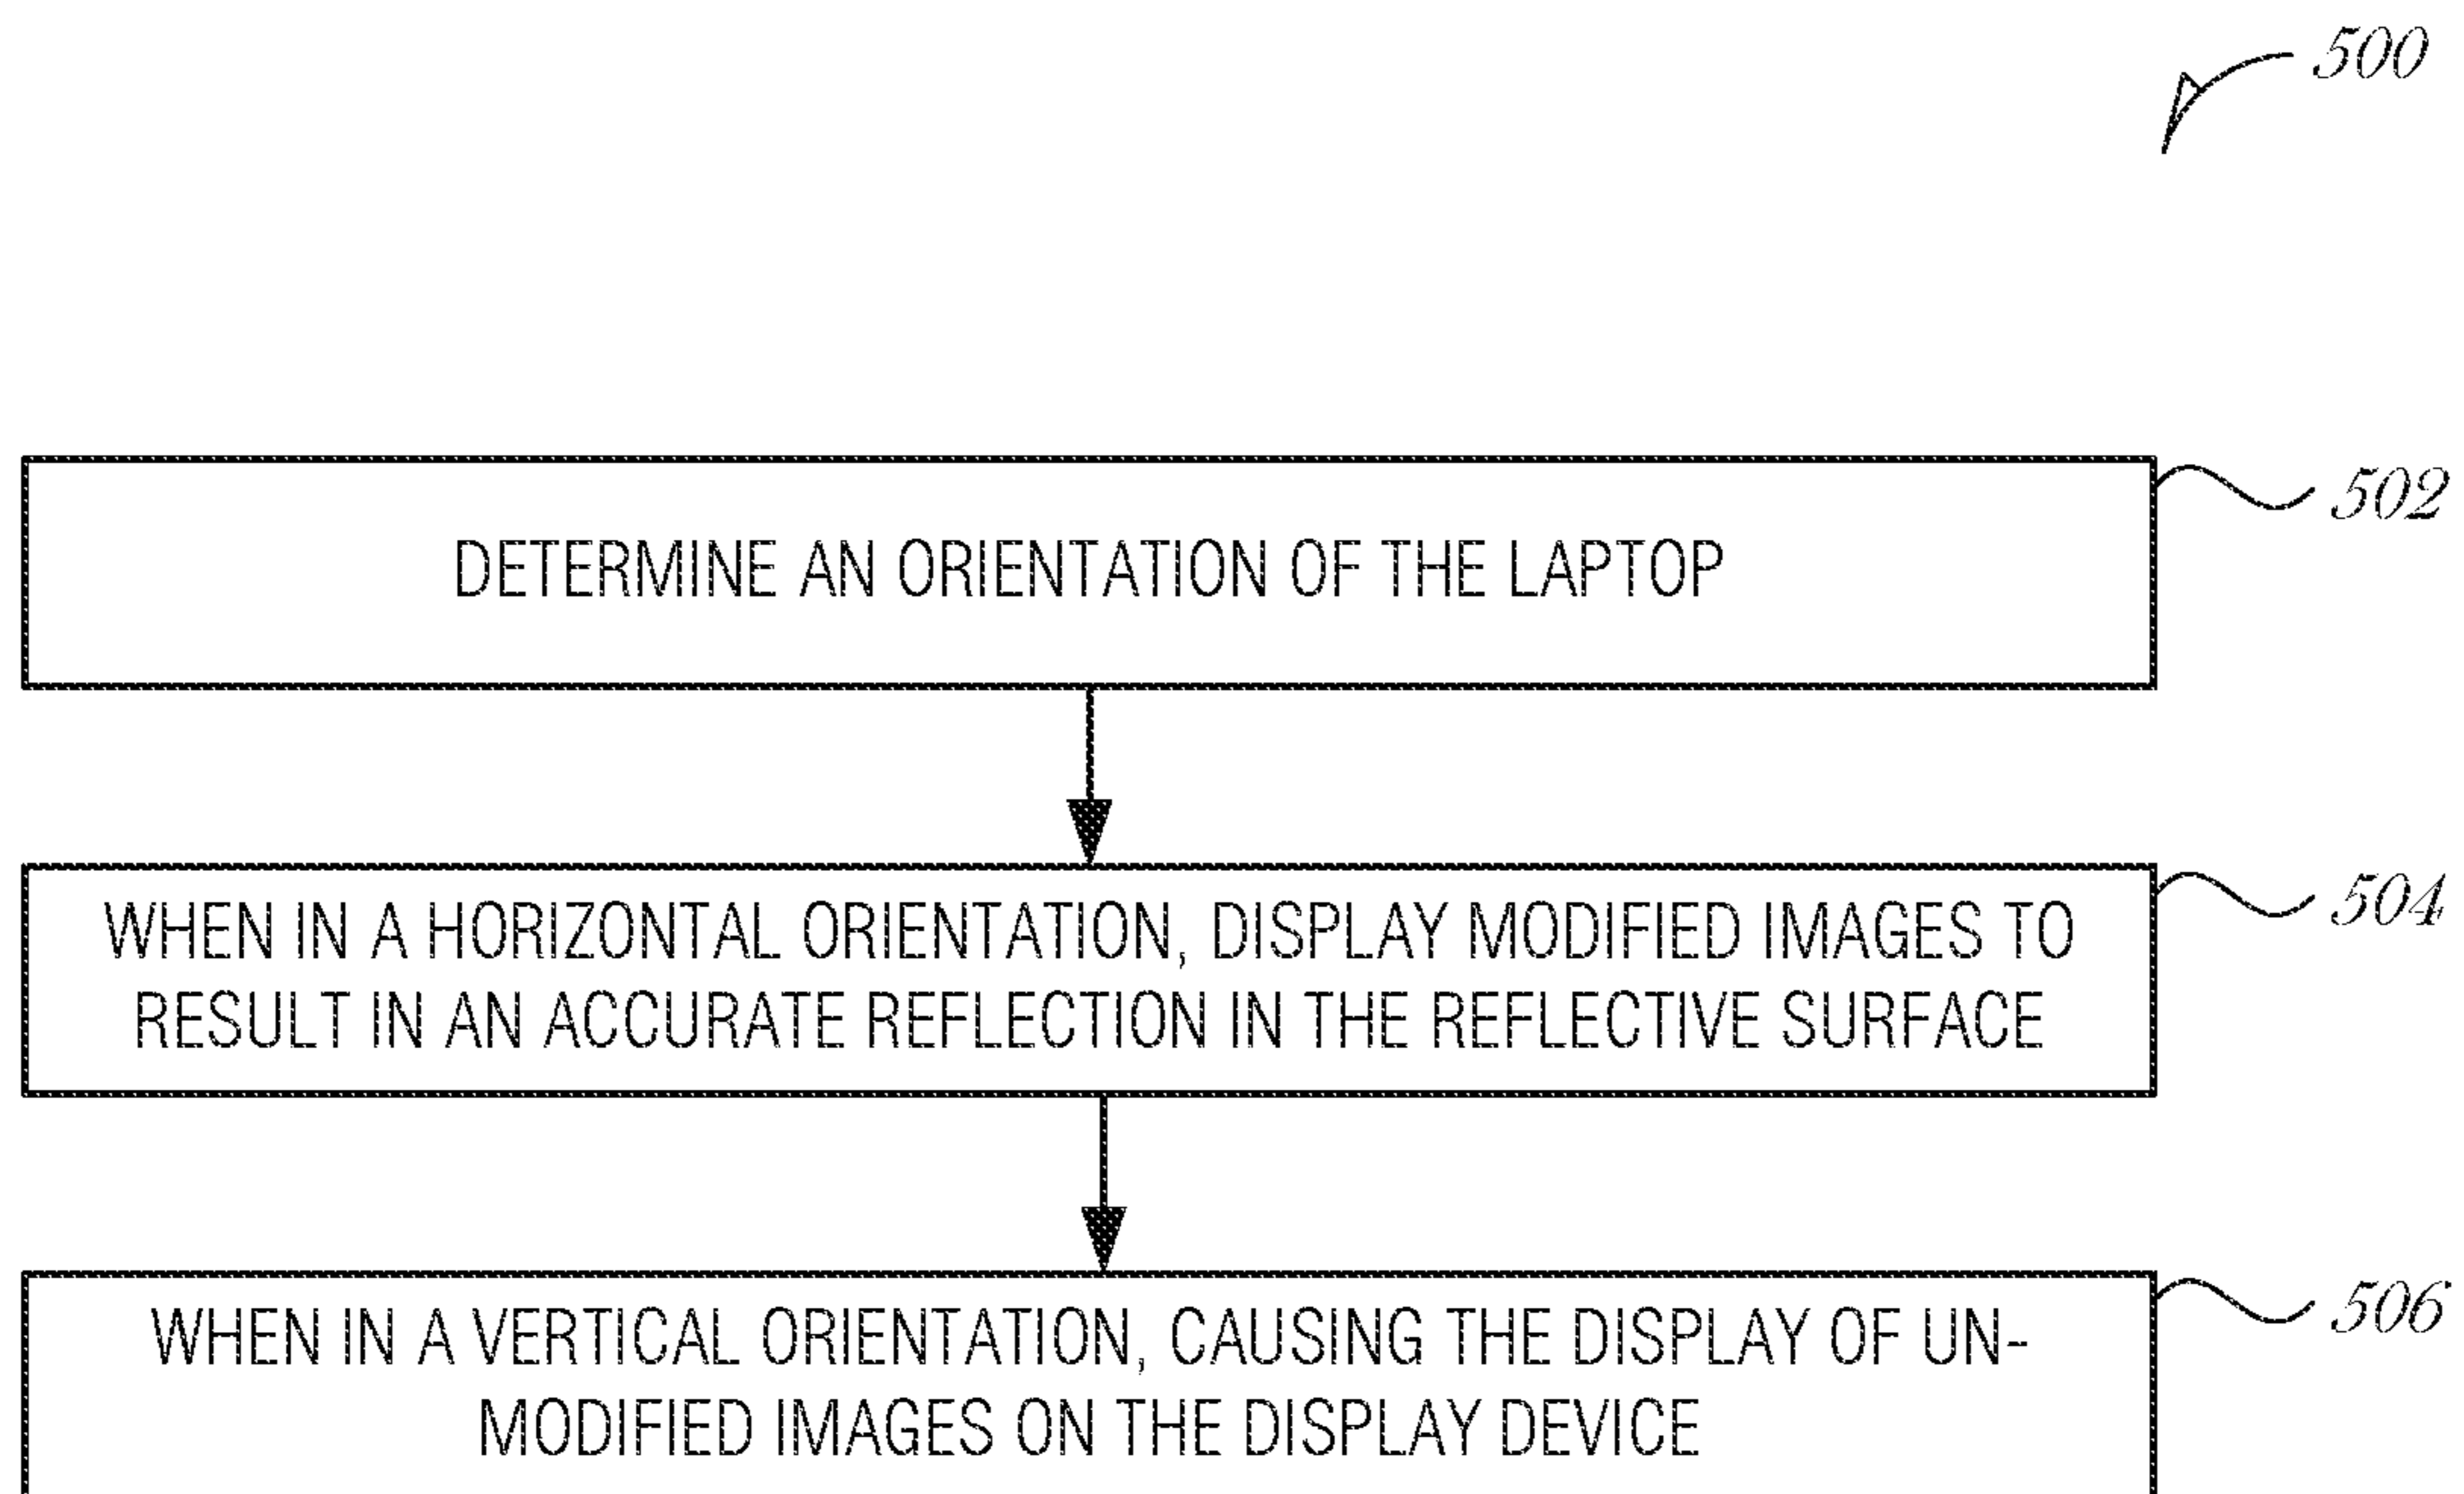 500
502
DETERMINE AN ORIENTATION OF THE LAPTOP
504
WHEN IN A HORIZONTAL ORIENTATION, DISPLAY MODIFIED IMAGES TO
RESULT IN AN ACCURATE REFLECTION IN THE REFLECTIVE SURFACE
506
WHEN IN A VERTICAL ORIENTATION, CAUSING THE DISPLAY OF UN-
MODIFIED IMAGES ON THE DISPLAY DEVICE